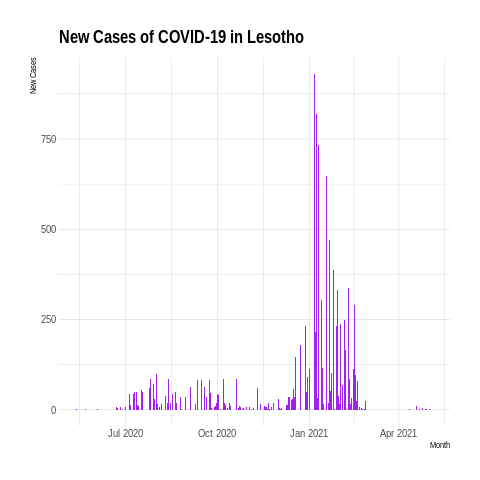 New Cases of COVID-19 in Lesotho
New Cases
750
500
250
0
Jul 2020
Oct 2020
Jan 2021
Apr 2021
Month